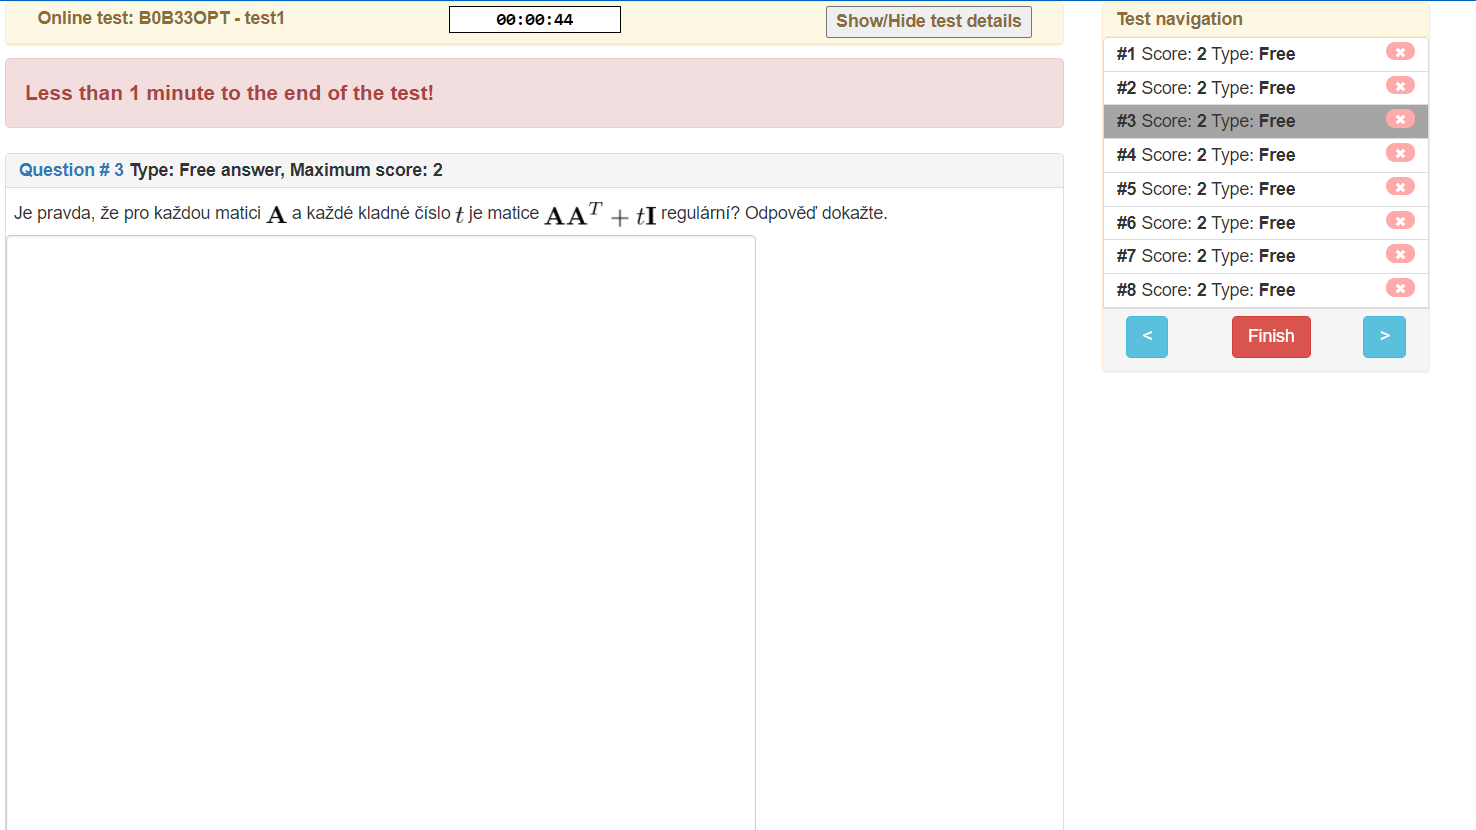 Online test: B0B33OPT - test1
00:00:44
Show/Hide test details
Less than 1 minute to the end of the test!
Question # 3 Type: Free answer, Maximum score: 2
Je pravda, že pro každou matici A a každé kladné číslo t je matice AA^T + tI regulární? Odpověď dokažte.
Test navigation
#1 Score: 2 Type: Free
#2 Score: 2 Type: Free
#3 Score: 2 Type: Free
#4 Score: 2 Type: Free
#5 Score: 2 Type: Free
#6 Score: 2 Type: Free
#7 Score: 2 Type: Free
#8 Score: 2 Type: Free
< Finish >